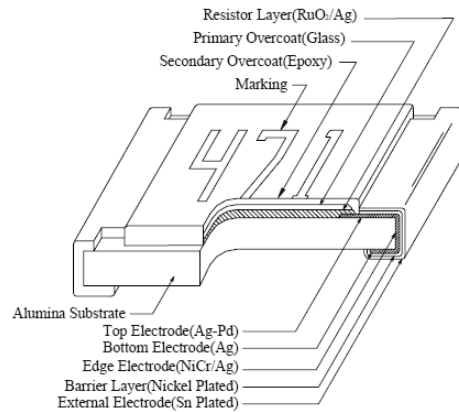 Resistor Layer(RuO₂/Ag)
Primary Overcoat(Glass)
Secondary Overcoat(Epoxy)
Marking
471
Alumina Substrate
Top Electrode(Ag-Pd)
Bottom Electrode(Ag)
Edge Electrode(NiCr/Ag)
Barrier Layer(Nickel Plated)
External Electrode(Sn Plated)